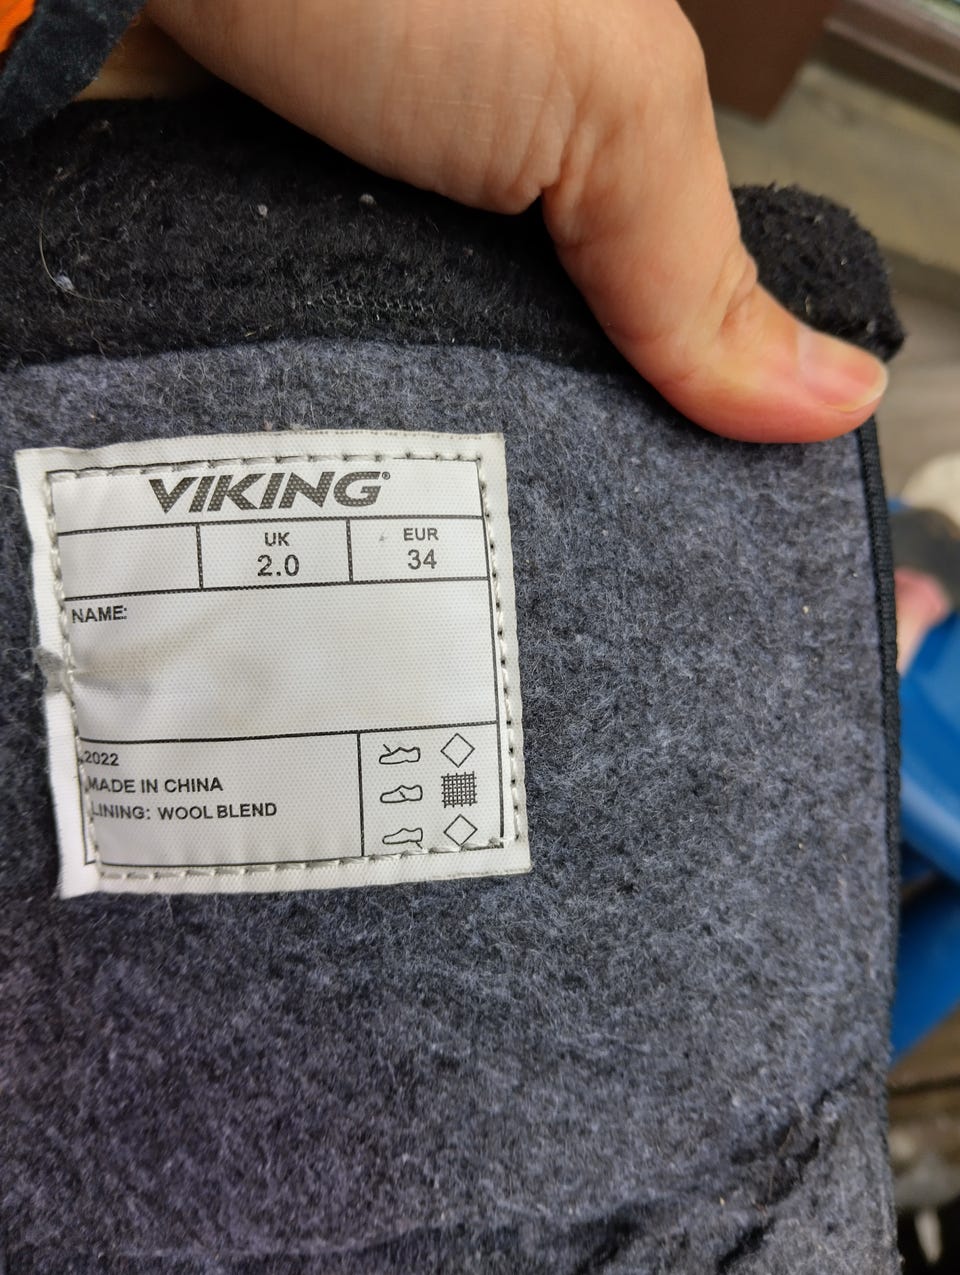 VIKING®
UK EUR
2.0 34
NAME:
2022
MADE IN CHINA
LINING: WOOL BLEND